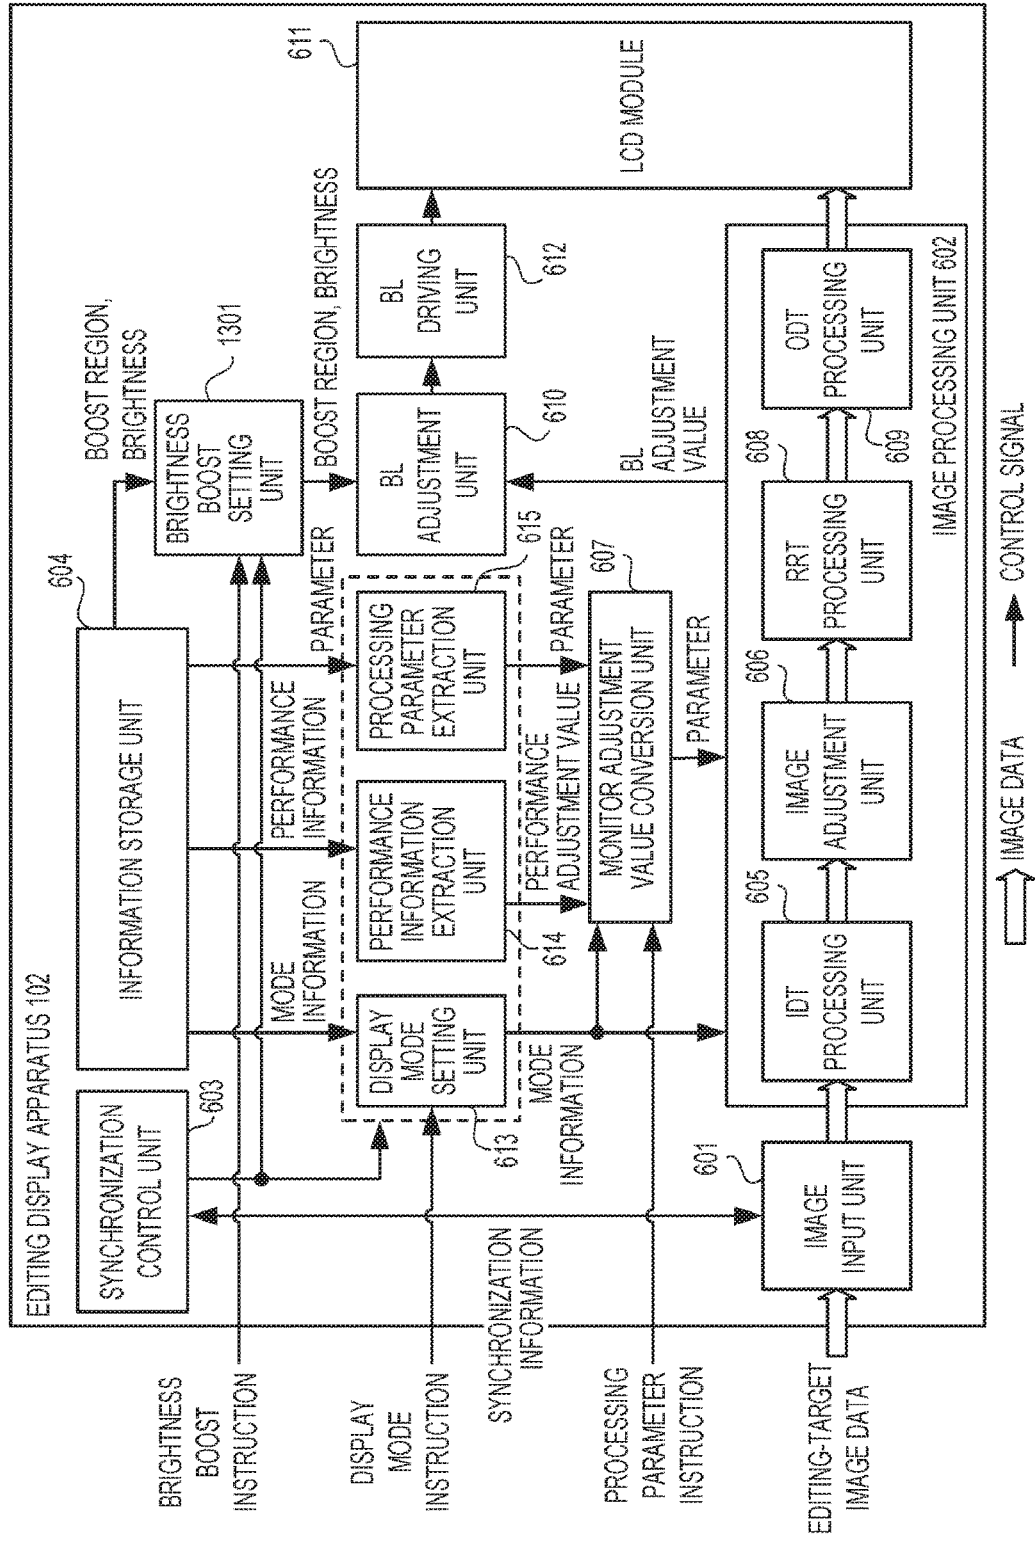 EDITING DISPLAY APPARATUS 102
SYNCHRONIZATION
CONTROL UNIT
603
INFORMATION STORAGE UNIT
604
BOOST REGION,
BRIGHTNESS
BRIGHTNESS
BOOST
SETTING
UNIT
1301
BRIGHTNESS
BOOST
INSTRUCTION
MODE
INFORMATION
PERFORMANCE
INFORMATION
PARAMETER
BOOST REGION, BRIGHTNESS
DISPLAY
MODE
INSTRUCTION
DISPLAY
MODE
SETTING
UNIT
613
PERFORMANCE
INFORMATION
EXTRACTION
UNIT
614
PROCESSING
PARAMETER
EXTRACTION
UNIT
615
BL
ADJUSTMENT
UNIT
610
BL
DRIVING
UNIT
612
LCD MODULE
611
SYNCHRONIZATION
INFORMATION
MODE
INFORMATION
PERFORMANCE
ADJUSTMENT VALUE
PARAMETER
MONITOR ADJUSTMENT
VALUE CONVERSION UNIT
607
BL
ADJUSTMENT
VALUE
PROCESSING
PARAMETER
INSTRUCTION
PARAMETER
EDITING-TARGET
IMAGE DATA
IMAGE
INPUT UNIT
601
IDT
PROCESSING
UNIT
605
IMAGE
ADJUSTMENT
UNIT
606
RRT
PROCESSING
UNIT
608
ODT
PROCESSING
UNIT
609
IMAGE PROCESSING UNIT 602
IMAGE DATA
CONTROL SIGNAL